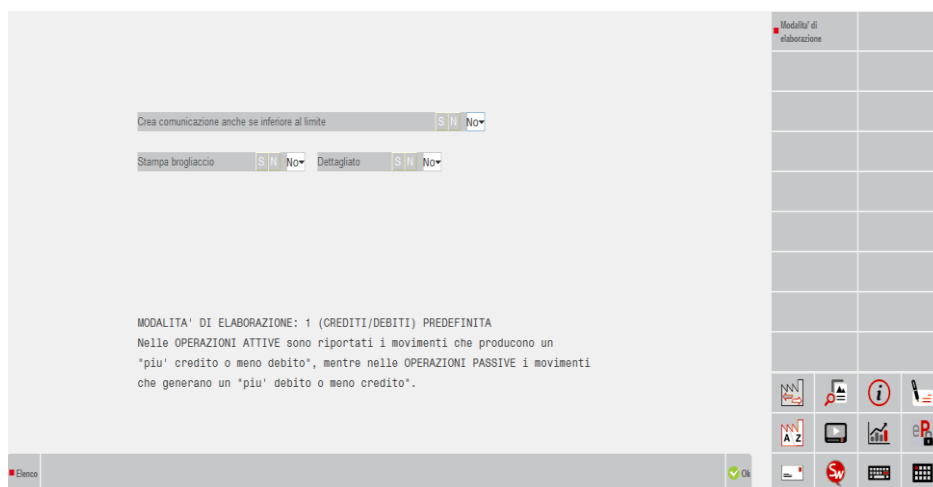 Modalita' di
elaborazione
Crea comunicazione anche se inferiore al limite S N No
Stampa brogliaccio S N No Dettagliato S N No
MODALITA' DI ELABORAZIONE: 1 (CREDITI/DEBITI) PREDEFINITA
Nelle OPERAZIONI ATTIVE sono riportati i movimenti che producono un
"piu' credito o meno debito", mentre nelle OPERAZIONI PASSIVE i movimenti
che generano un "piu' debito o meno credito".
i
A Z
eP
Elenco Ok
Sw